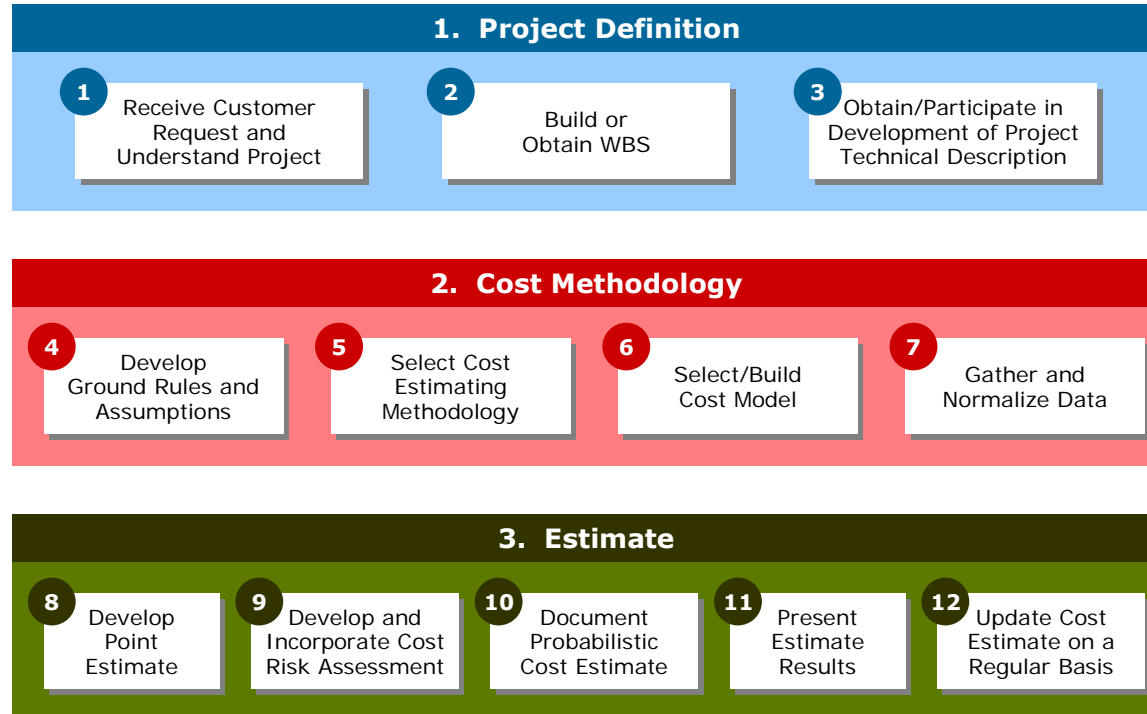 1. Project Definition
1
Receive Customer
Request and
Understand Project
2
Build or
Obtain WBS
3
Obtain/Participate in
Development of Project
Technical Description
2. Cost Methodology
4
Develop
Ground Rules and
Assumptions
5
Select Cost
Estimating
Methodology
6
Select/Build
Cost Model
7
Gather and
Normalize Data
3. Estimate
8
Develop
Point
Estimate
9
Develop and
Incorporate Cost
Risk Assessment
10
Document
Probabilistic
Cost Estimate
11
Present
Estimate
Results
12
Update Cost
Estimate on a
Regular Basis